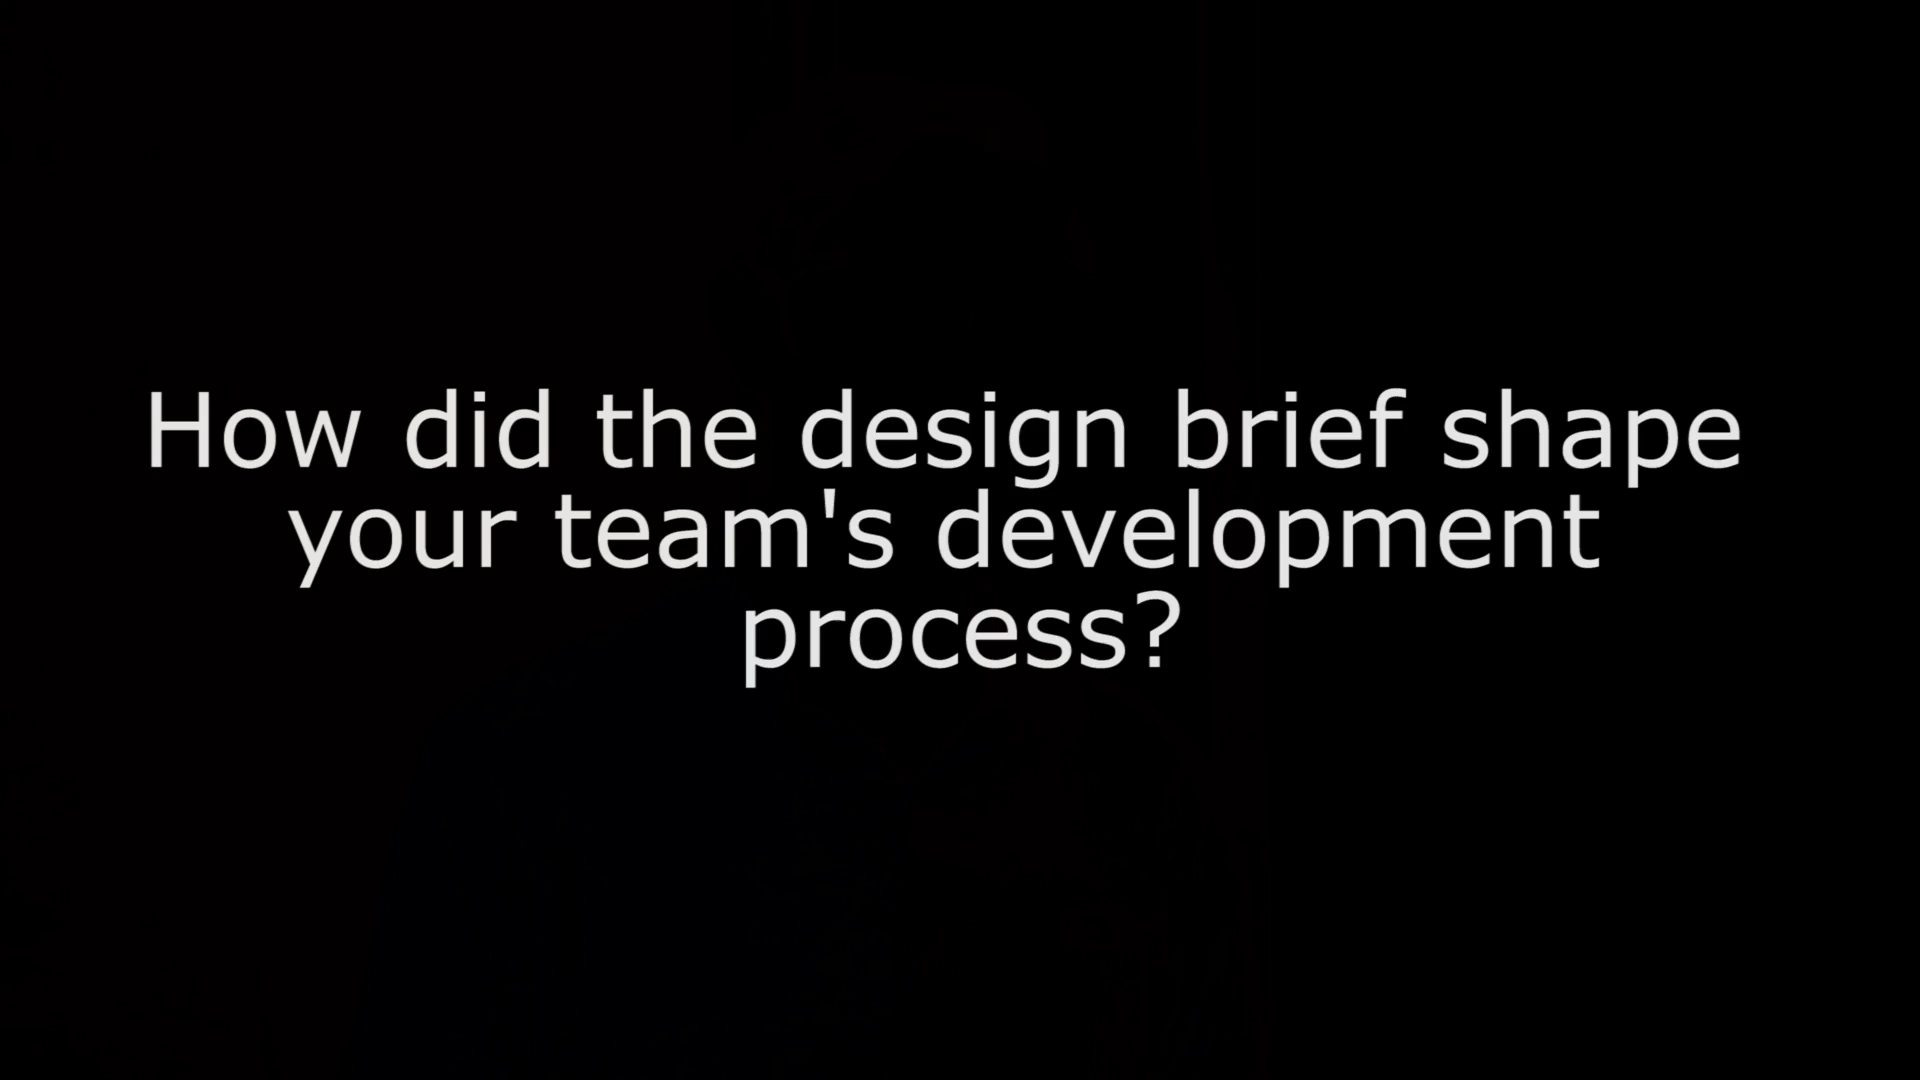 How did the design brief shape
your team's development
process?